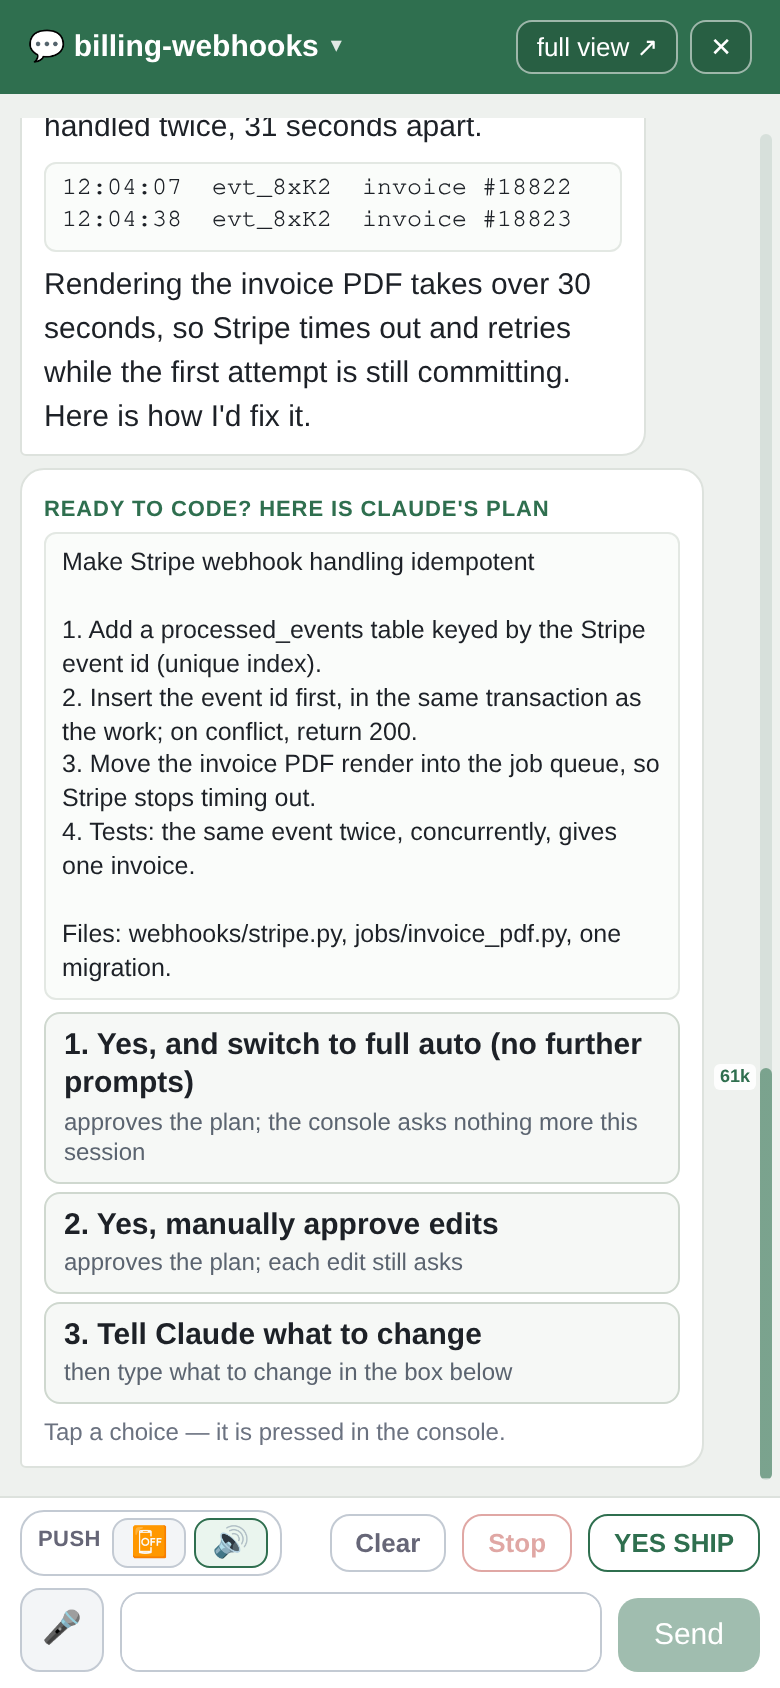 💬 billing-webhooks ▾
full view ↗
✕
handled twice, 31 seconds apart.
12:04:07  evt_8xK2  invoice #18822
12:04:38  evt_8xK2  invoice #18823
Rendering the invoice PDF takes over 30
seconds, so Stripe times out and retries
while the first attempt is still committing.
Here is how I'd fix it.
READY TO CODE? HERE IS CLAUDE'S PLAN
Make Stripe webhook handling idempotent
1. Add a processed_events table keyed by the Stripe
event id (unique index).
2. Insert the event id first, in the same transaction as
the work; on conflict, return 200.
3. Move the invoice PDF render into the job queue, so
Stripe stops timing out.
4. Tests: the same event twice, concurrently, gives
one invoice.
Files: webhooks/stripe.py, jobs/invoice_pdf.py, one
migration.
1. Yes, and switch to full auto (no further
prompts)
approves the plan; the console asks nothing more this
session
61k
2. Yes, manually approve edits
approves the plan; each edit still asks
3. Tell Claude what to change
then type what to change in the box below
Tap a choice — it is pressed in the console.
PUSH
OFF
Clear
Stop
YES SHIP
Send